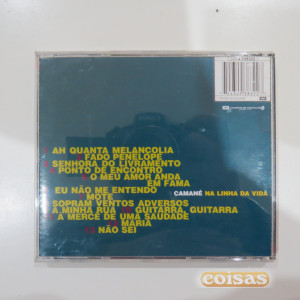 AH QUANTA MELANCOLIA
FADO PENÉLOPE
SENHORA DO LIVRAMENTO
PONTO DE ENCONTRO
O MEU AMOR ANDA
EM FAMA
EU NÃO ME ENTENDO
CAMANÉ NA LINHA DA VIDA
MOTE
SOPRAM VENTOS ADVERSOS
A MINHA RUA GUITARRA, GUITARRA
A MERCÊ DE UMA SAUDADE
MARIA
NÃO SEI
coisas